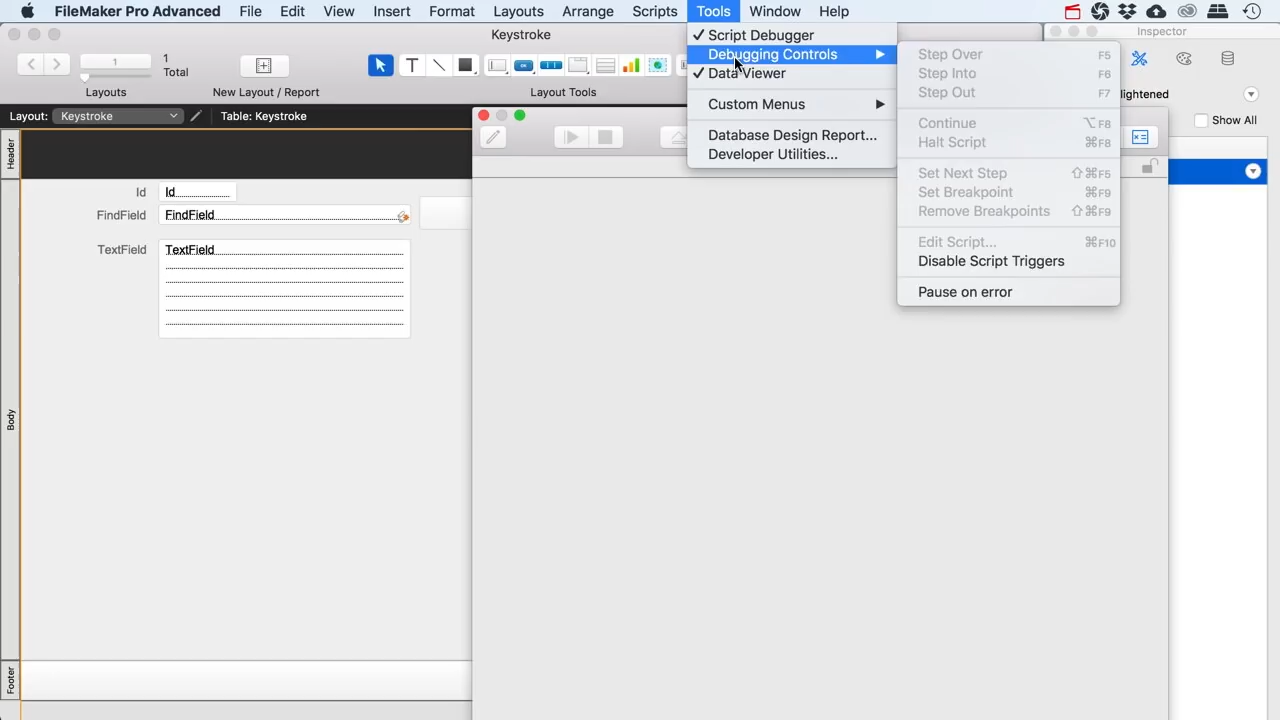 FileMaker Pro Advanced File Edit View Insert Format Layouts Arrange Scripts Tools Window Help
Keystroke
Inspector
✓ Script Debugger
Debugging Controls
✓ Data Viewer
Custom Menus
Database Design Report...
Developer Utilities...
Step Over F5
Step Into F6
Step Out F7
Continue ⌥F8
Halt Script ⌘F8
Set Next Step ⇧⌘F5
Set Breakpoint ⌘F9
Remove Breakpoints ⇧⌘F9
Edit Script... ⌘F10
Disable Script Triggers
Pause on error
1
1
Total
Layouts
New Layout / Report
T
Layout Tools
Show All
Layout: Keystroke Table: Keystroke
Header
Body
Footer
Id Id
FindField FindField
TextField TextField